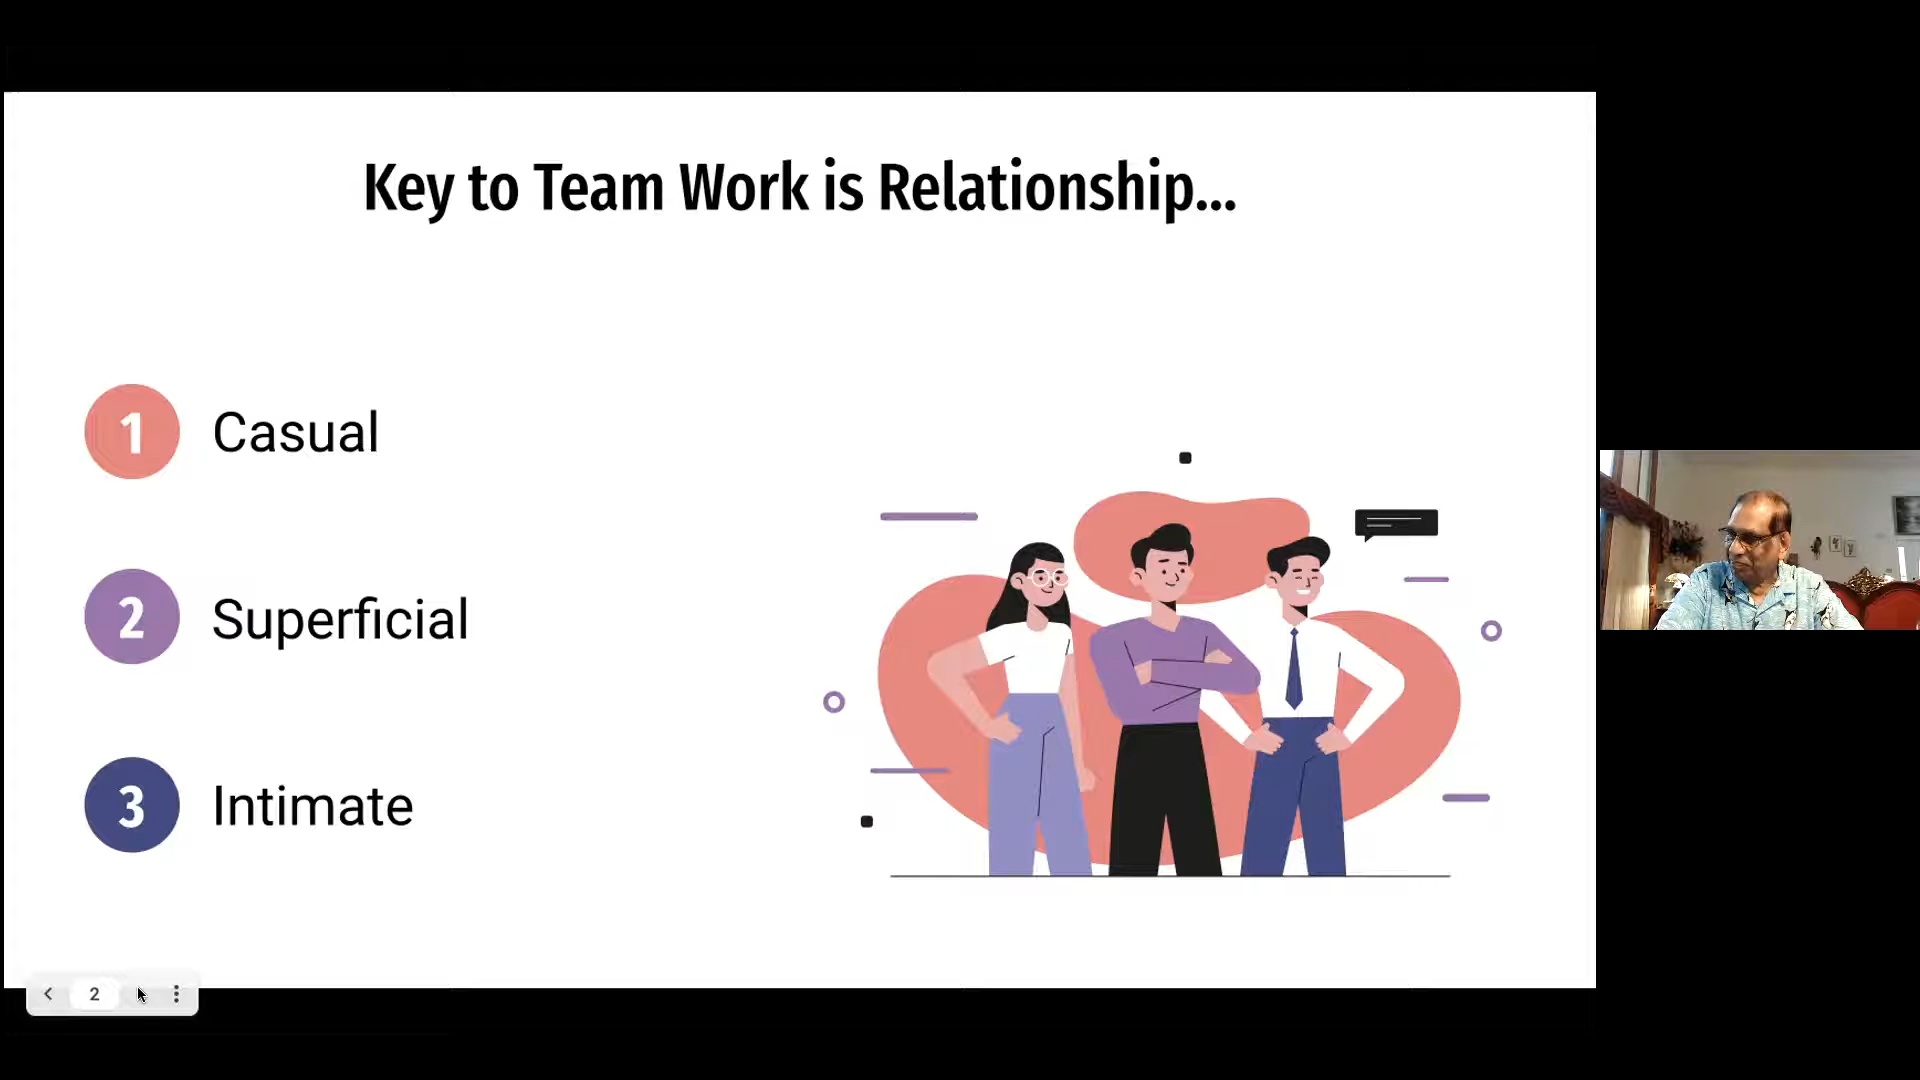 Key to Team Work is Relationship...
1 Casual
2 Superficial
3 Intimate
2